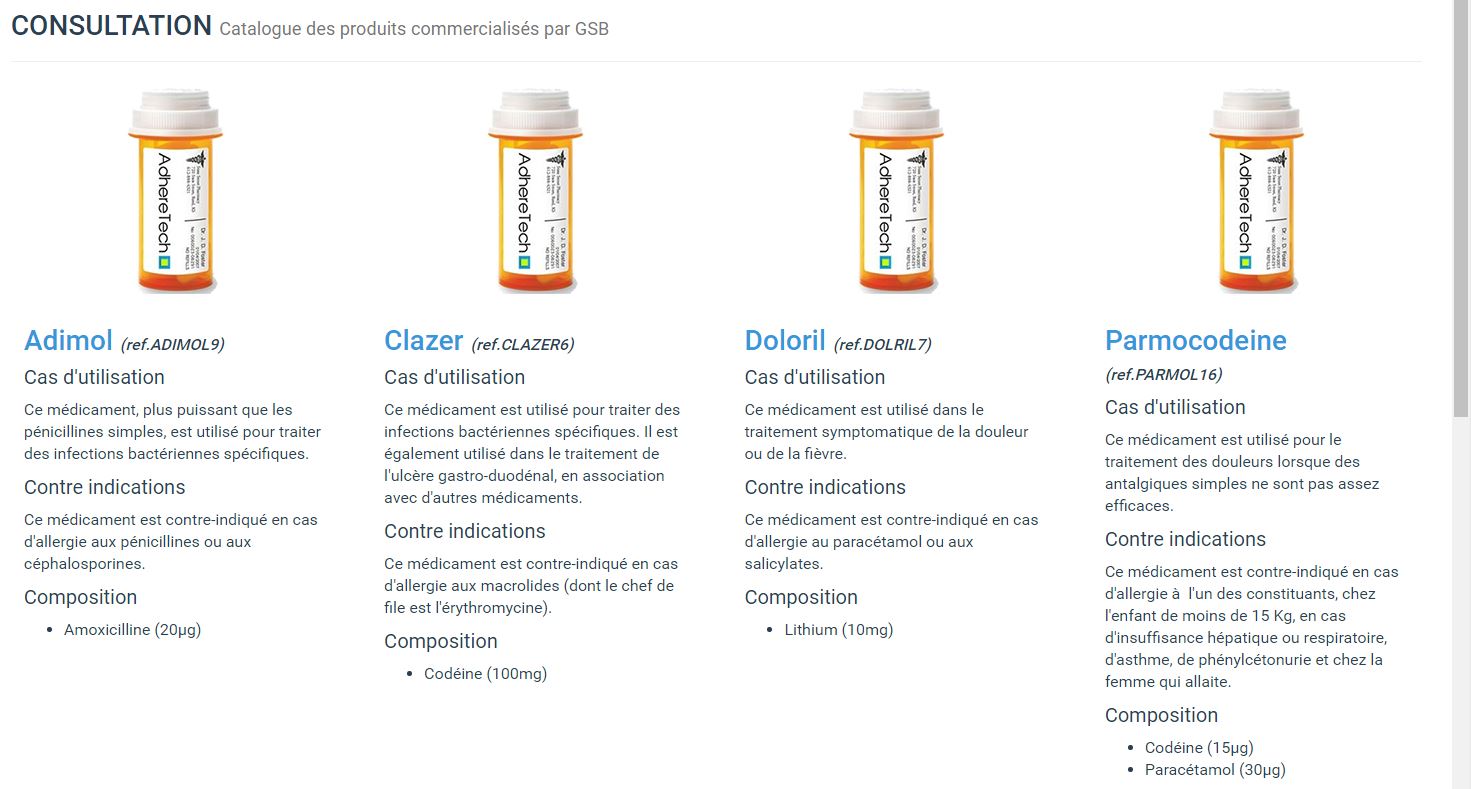 CONSULTATION Catalogue des produits commercialisés par GSB
AdhereTech
Dr. J. D. Foster
AdhereTech
Dr. J. D. Foster
AdhereTech
Dr. J. D. Foster
AdhereTech
Dr. J. D. Foster
Adimol (ref.ADIMOL9)
Cas d'utilisation
Ce médicament, plus puissant que les
pénicillines simples, est utilisé pour traiter
des infections bactériennes spécifiques.
Contre indications
Ce médicament est contre-indiqué en cas
d'allergie aux pénicillines ou aux
céphalosporines.
Composition
• Amoxicilline (20µg)
Clazer (ref.CLAZER6)
Cas d'utilisation
Ce médicament est utilisé pour traiter des
infections bactériennes spécifiques. Il est
également utilisé dans le traitement de
l'ulcère gastro-duodénal, en association
avec d'autres médicaments.
Contre indications
Ce médicament est contre-indiqué en cas
d'allergie aux macrolides (dont le chef de
file est l'érythromycine).
Composition
• Codéine (100mg)
Doloril (ref.DOLRIL7)
Cas d'utilisation
Ce médicament est utilisé dans le
traitement symptomatique de la douleur
ou de la fièvre.
Contre indications
Ce médicament est contre-indiqué en cas
d'allergie au paracétamol ou aux
salicylates.
Composition
• Lithium (10mg)
Parmocodeine
(ref.PARMOL16)
Cas d'utilisation
Ce médicament est utilisé pour le
traitement des douleurs lorsque des
antalgiques simples ne sont pas assez
efficaces.
Contre indications
Ce médicament est contre-indiqué en cas
d'allergie à l'un des constituants, chez
l'enfant de moins de 15 Kg, en cas
d'insuffisance hépatique ou respiratoire,
d'asthme, de phénylcétonurie et chez la
femme qui allaite.
Composition
• Codéine (15µg)
• Paracétamol (30µg)